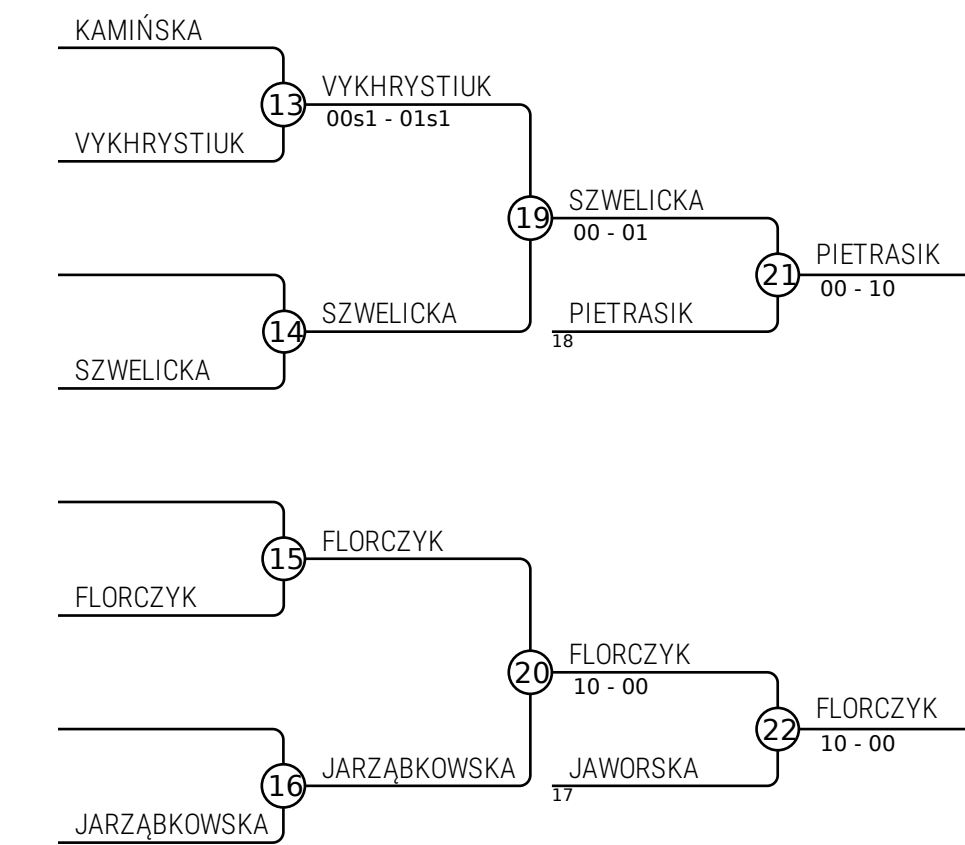 KAMIŃSKA
13
VYKHRYSTIUK
00s1 - 01s1
VYKHRYSTIUK
19
SZWELICKA
00 - 01
21
PIETRASIK
00 - 10
14
SZWELICKA
PIETRASIK
18
SZWELICKA
15
FLORCZYK
FLORCZYK
20
FLORCZYK
10 - 00
22
FLORCZYK
10 - 00
16
JARZĄBKOWSKA
JAWORSKA
17
JARZĄBKOWSKA